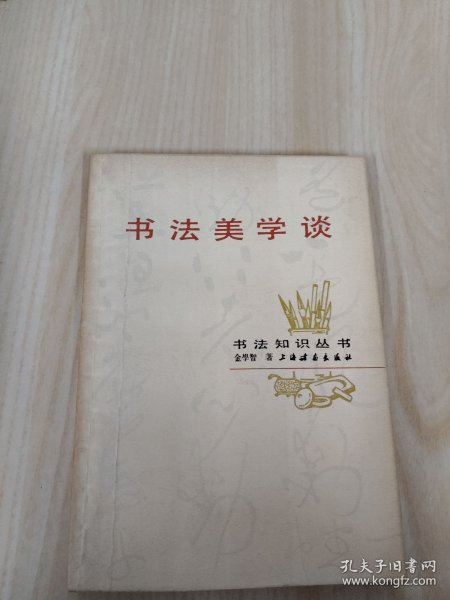 书法美学谈
书法知识丛书
金学智 著 上海书画出版社
孔夫子旧书网
www.kongfz.com